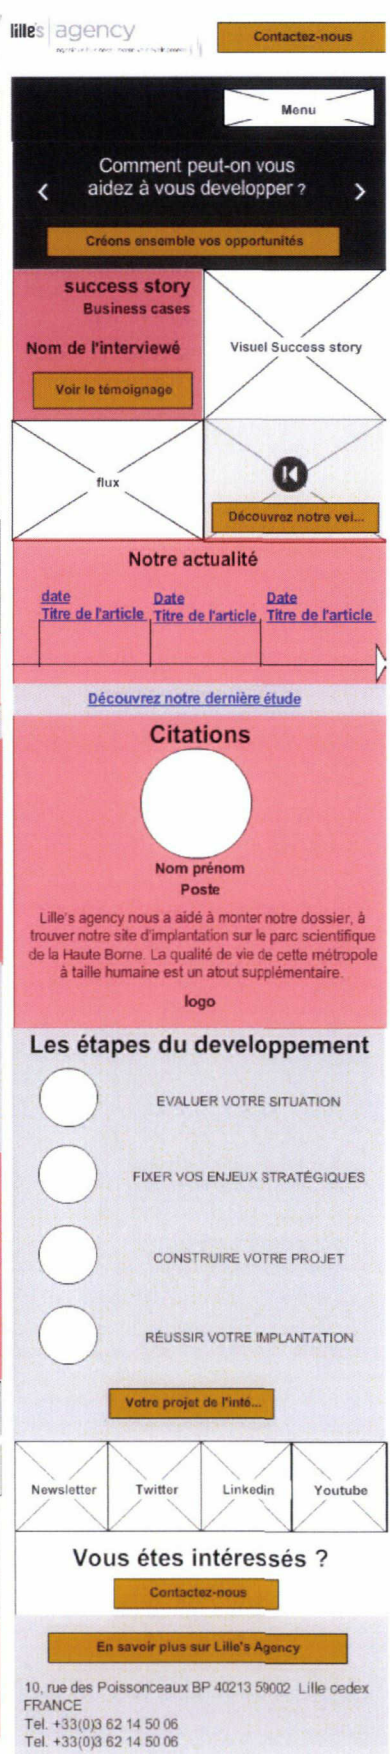 lille's agency
Contactez-nous
Menu
Comment peut-on vous
aidez à vous developper ?
Créons ensemble vos opportunités
success story
Business cases
Nom de l'interviewé
Voir le témoignage
Visuel Success story
flux
Découvrez notre vei...
Notre actualité
date
Titre de l'article
Date
Titre de l'article
Date
Titre de l'article
Découvrez notre dernière étude
Citations
Nom prénom
Poste
Lille's agency nous a aidé à monter notre dossier, à
trouver notre site d'implantation sur le parc scientifique
de la Haute Borne. La qualité de vie de cette métropole
à taille humaine est un atout supplémentaire.
logo
Les étapes du developpement
EVALUER VOTRE SITUATION
FIXER VOS ENJEUX STRATÉGIQUES
CONSTRUIRE VOTRE PROJET
RÉUSSIR VOTRE IMPLANTATION
Votre projet de l'inté...
Newsletter
Twitter
Linkedin
Youtube
Vous étes intéressés ?
Contactez-nous
En savoir plus sur Lille's Agency
10, rue des Poissonceaux BP 40213 59002 Lille cedex
FRANCE
Tel. +33(0)3 62 14 50 06
Tel. +33(0)3 62 14 50 06